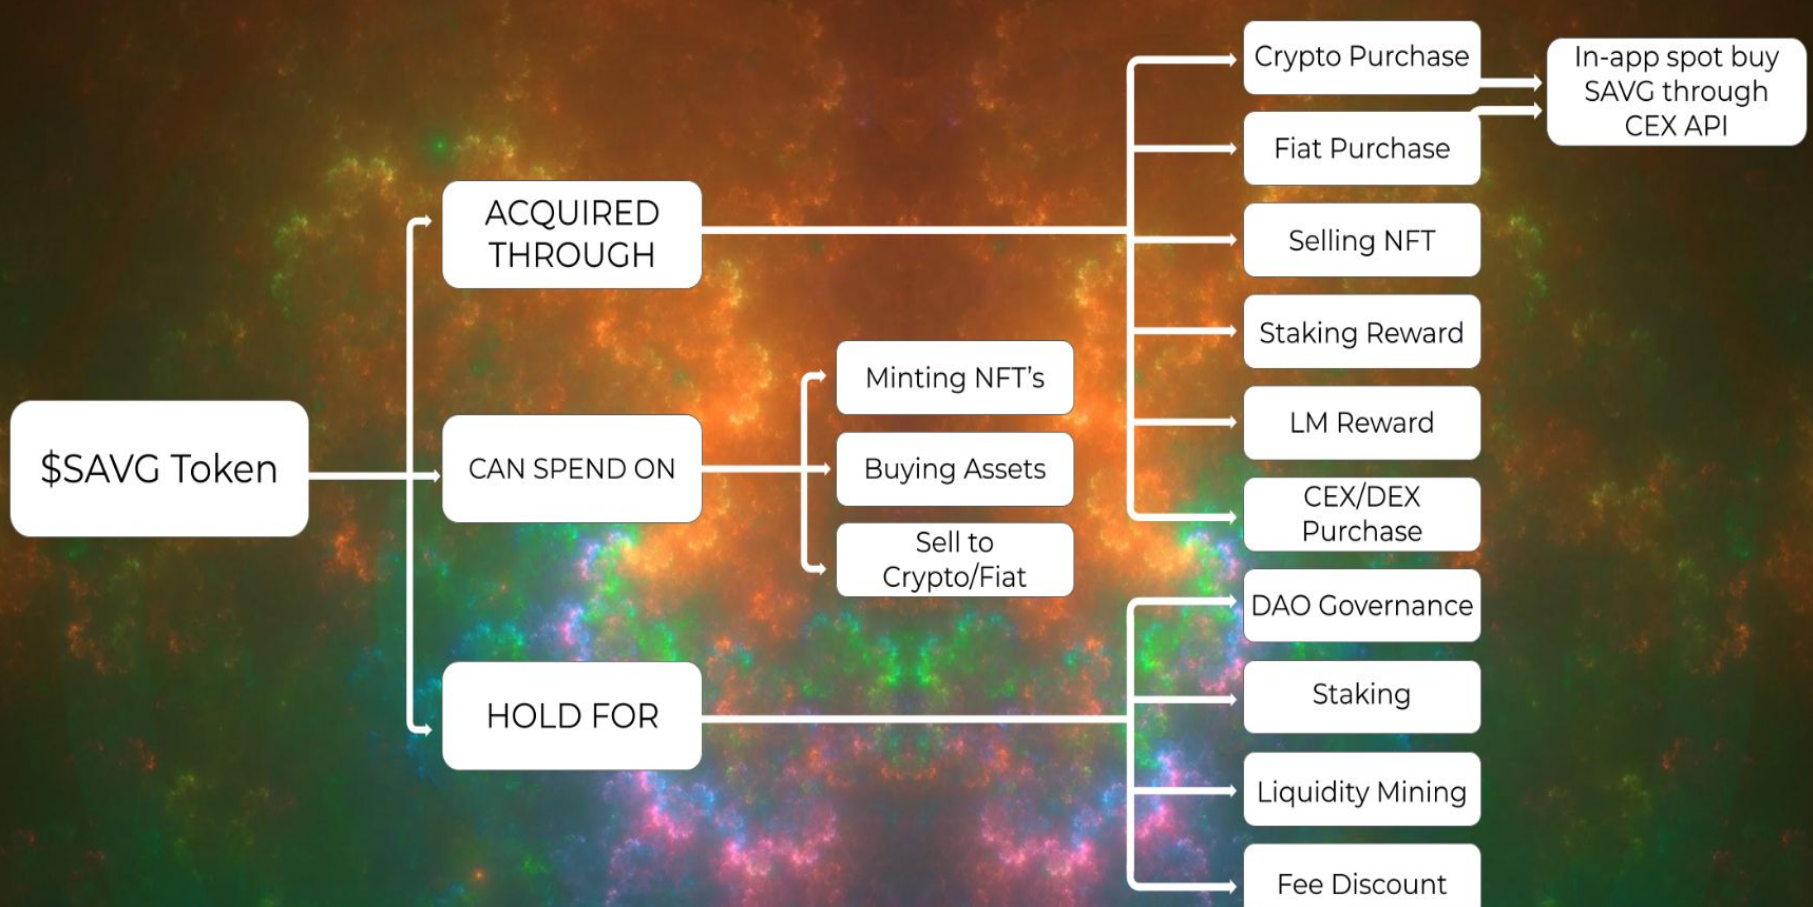 $SAVG Token
ACQUIRED
THROUGH
Crypto Purchase
In-app spot buy
SAVG through
CEX API
Fiat Purchase
Selling NFT
Staking Reward
LM Reward
CEX/DEX
Purchase
CAN SPEND ON
Minting NFT’s
Buying Assets
Sell to
Crypto/Fiat
HOLD FOR
DAO Governance
Staking
Liquidity Mining
Fee Discount